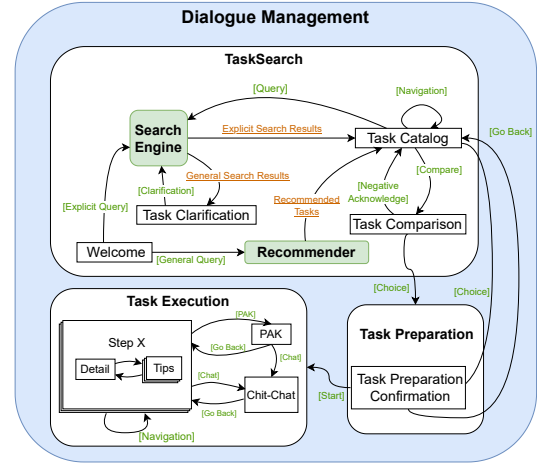 Dialogue Management
TaskSearch
[Query]
[Navigation]
Search
Engine
Explicit Search Results
Task Catalog
[Go Back]
General Search Results
[Clarification]
[Negative
Acknowledge]
[Compare]
[Explicit Query]
Task Clarification
Recommended
Tasks
Task Comparison
Welcome
Recommender
[General Query]
[Choice]
[Choice]
Task Execution
Step X
[PAK]
PAK
Detail
Tips
[Go Back]
[Chat]
[Chat]
Chit-Chat
[Go Back]
[Navigation]
[Start]
Task Preparation
Task Preparation
Confirmation